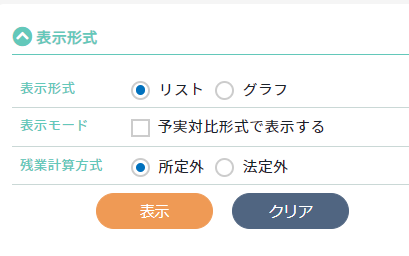 表示形式
表示形式 リスト グラフ
表示モード 予実対比形式で表示する
残業計算方式 所定外 法定外
表示 クリア